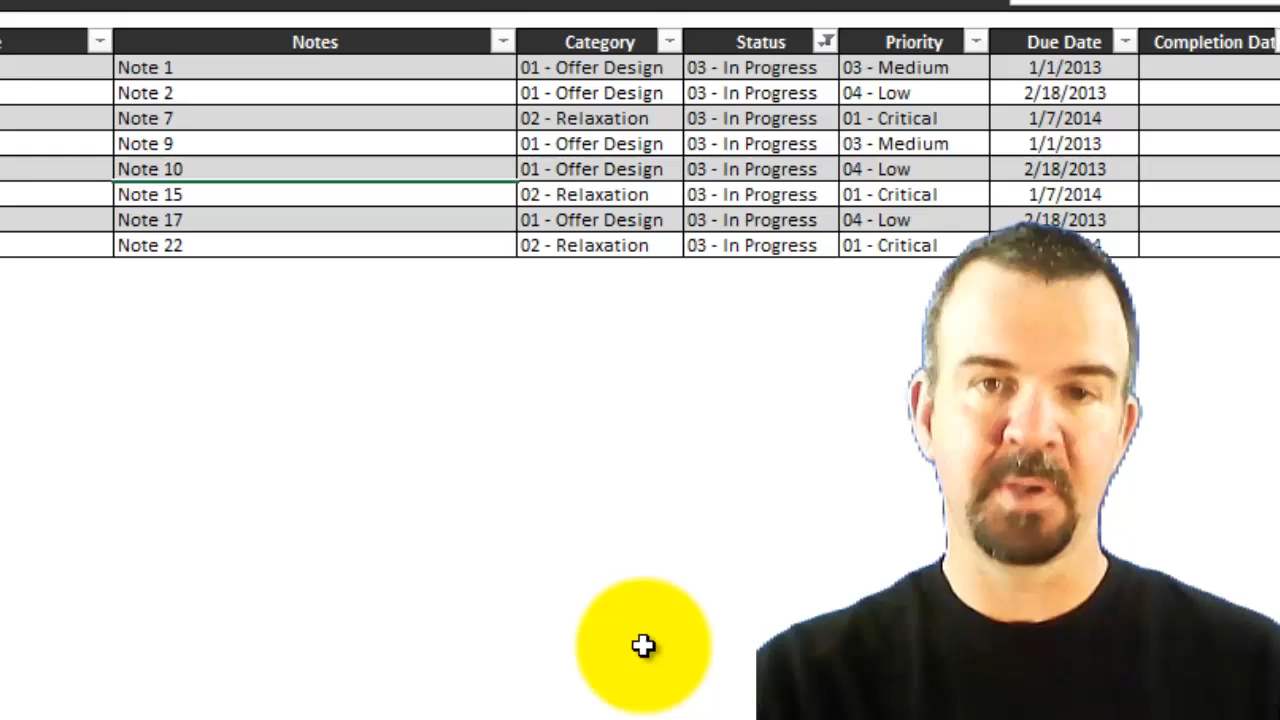 Notes Category Status Priority Due Date Completion Dat
Note 1 01 - Offer Design 03 - In Progress 03 - Medium 1/1/2013
Note 2 01 - Offer Design 03 - In Progress 04 - Low 2/18/2013
Note 7 02 - Relaxation 03 - In Progress 01 - Critical 1/7/2014
Note 9 01 - Offer Design 03 - In Progress 03 - Medium 1/1/2013
Note 10 01 - Offer Design 03 - In Progress 04 - Low 2/18/2013
Note 15 02 - Relaxation 03 - In Progress 01 - Critical 1/7/2014
Note 17 01 - Offer Design 03 - In Progress 04 - Low 2/18/2013
Note 22 02 - Relaxation 03 - In Progress 01 - Critical